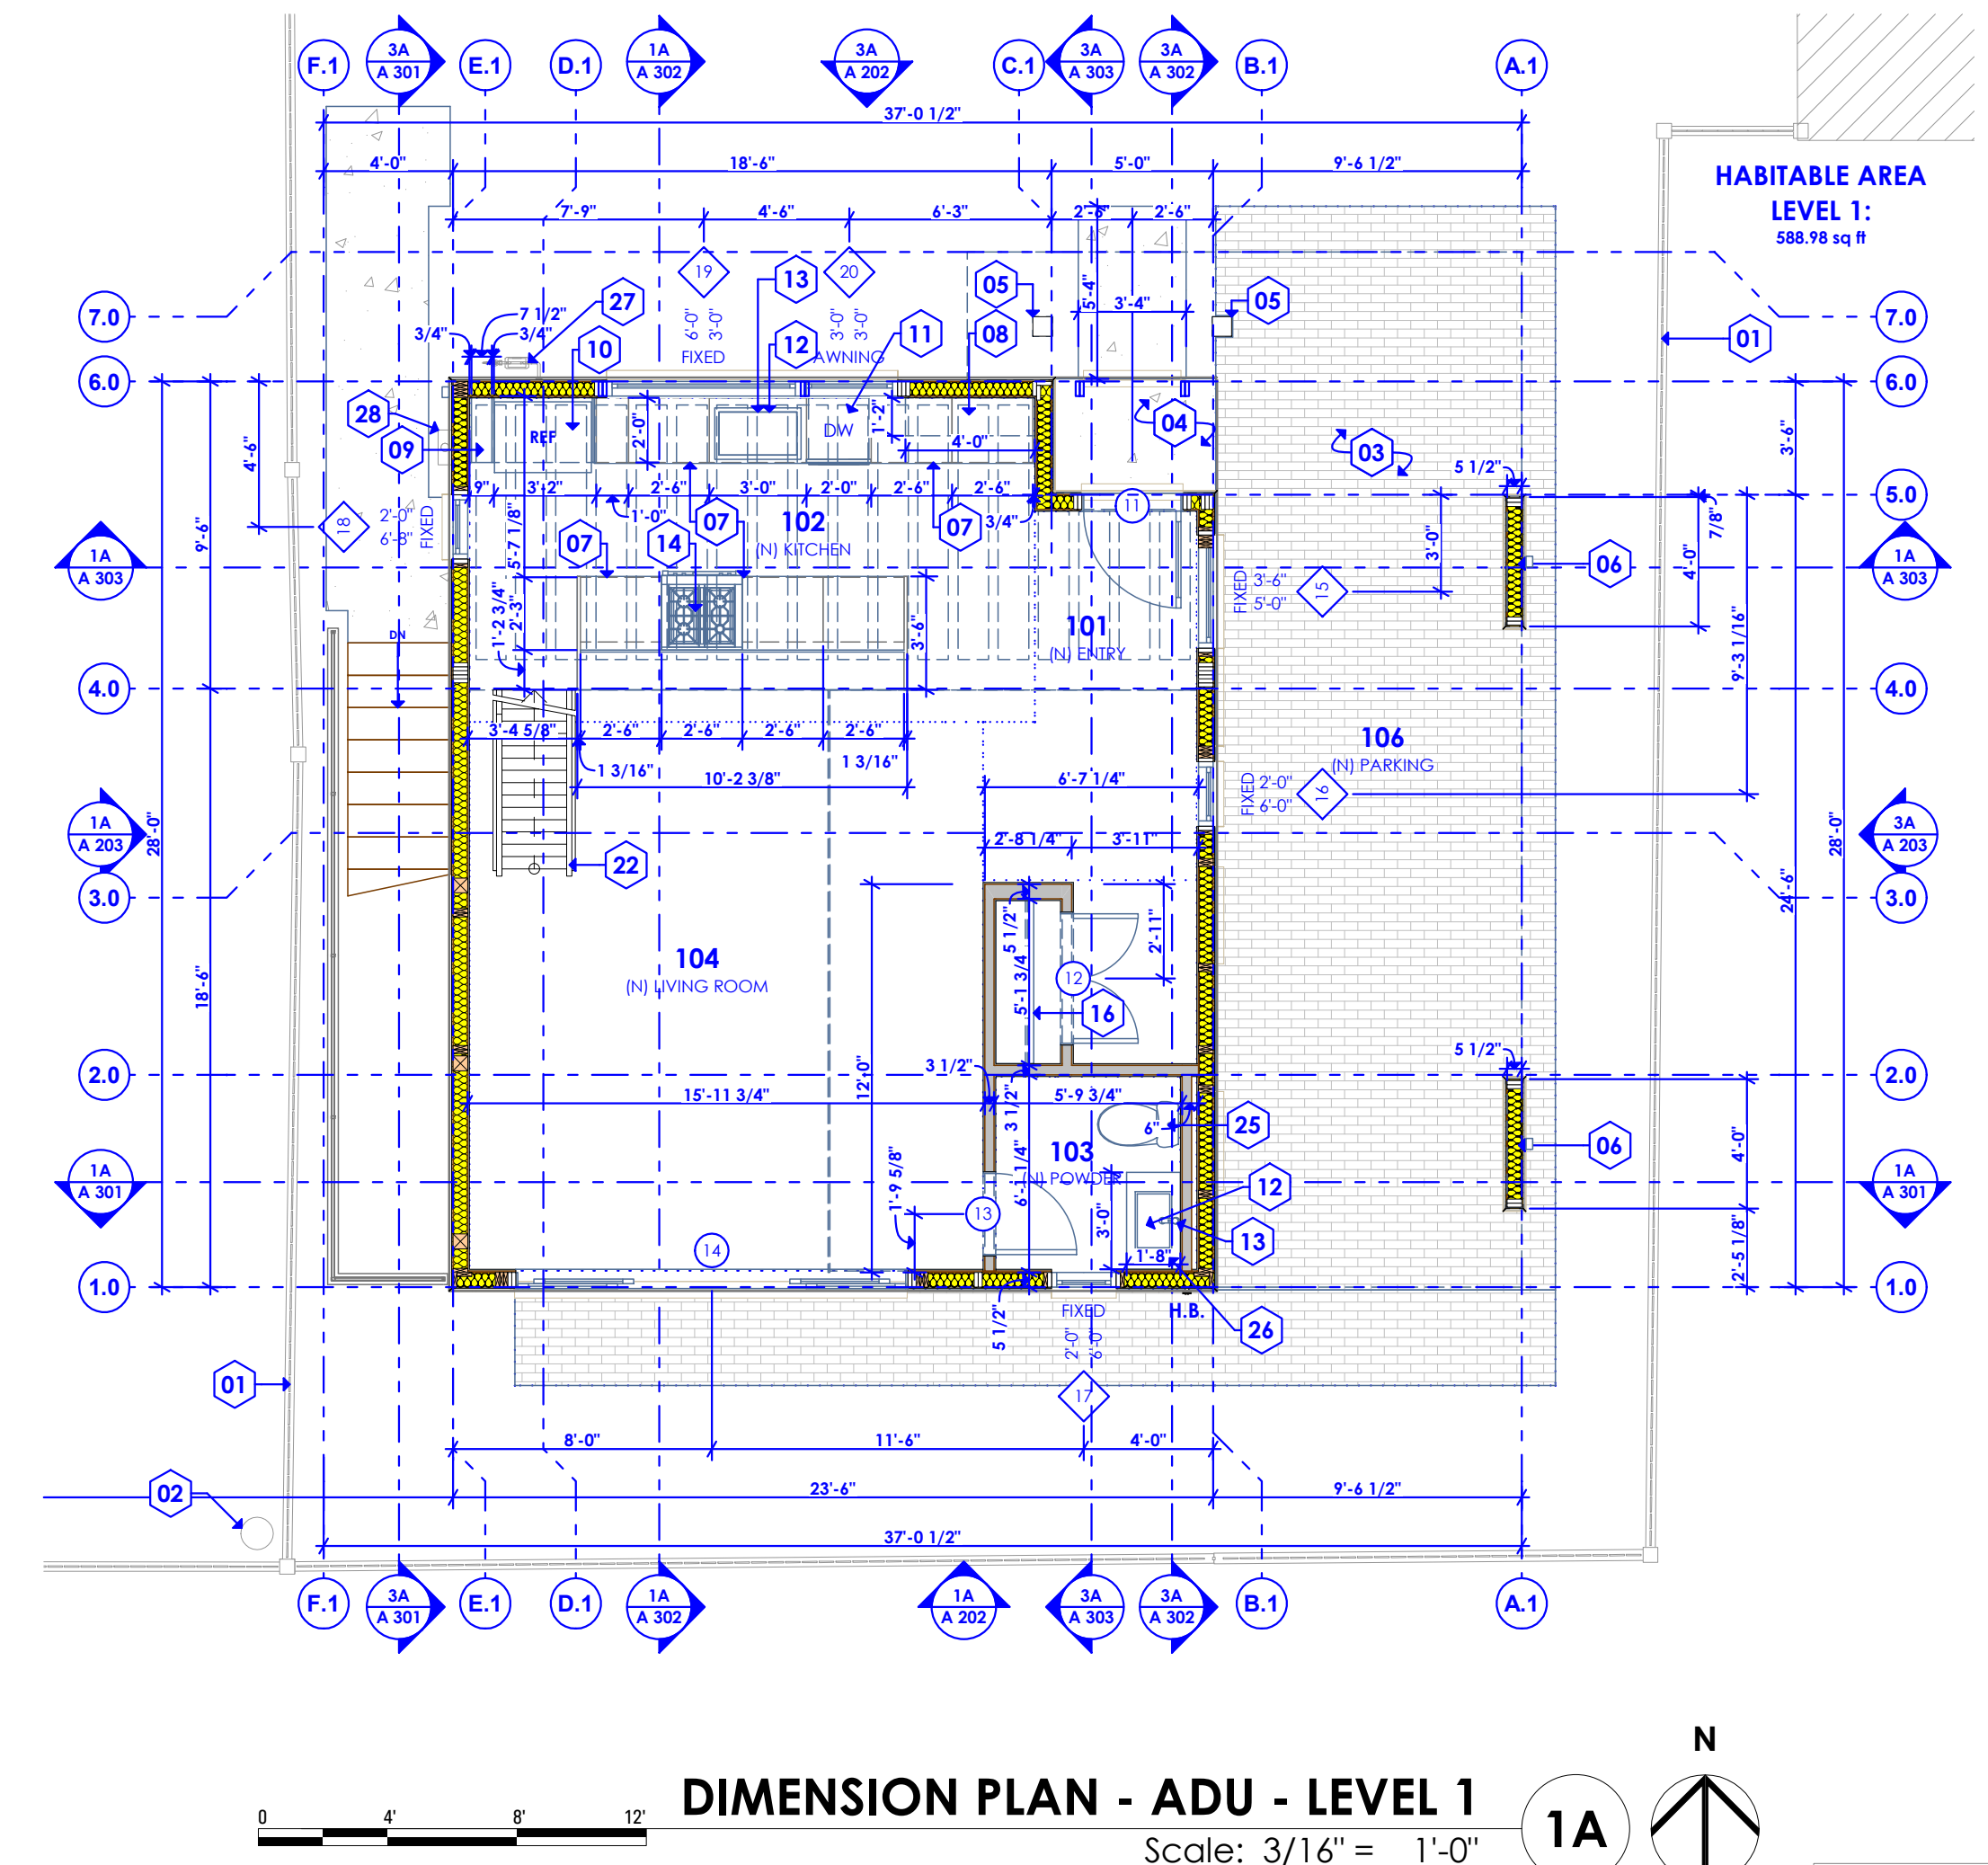 F.1
3A
A 301
E.1
D.1
1A
A 302
3A
A 202
C.1
3A
A 303
3A
A 302
B.1
A.1
37'-0 1/2"
4'-0"
18'-6"
5'-0"
9'-6 1/2"
HABITABLE AREA
LEVEL 1:
588.98 sq ft
7'-9"
4'-6"
6'-3"
2'-6"
2'-6"
19
13
20
05
05
27
6'-0"
3'-0"
FIXED
3'-0"
3'-0"
AWNING
12
11
08
5'-4"
3'-4"
7 1/2"
3/4"
3/4"
10
7.0
7.0
01
6.0
6.0
28
09
REF
2'-0"
DW
1'-2"
4'-0"
04
03
5 1/2"
3'-6"
4'-6"
9'-6"
9"
3'-2"
1'-0"
2'-6"
3'-0"
2'-0"
2'-6"
2'-6"
3/4"
11
5.0
7/8"
18
2'-0"
6'-8"
FIXED
07
14
07
07
102
(N) KITCHEN
5'-7 1/8"
3'-0"
4'-0"
1A
A 303
1A
A 303
06
FIXED
3'-6"
5'-0"
15
1'-2 3/4"
2'-3"
3'-6"
101
(N) ENTRY
DN
9'-3 1/16"
4.0
4.0
3'-4 5/8"
2'-6"
2'-6"
2'-6"
2'-6"
1 3/16"
1 3/16"
10'-2 3/8"
6'-7 1/4"
106
(N) PARKING
FIXED
2'-0"
6'-0"
16
1A
A 203
28'-0"
3A
A 203
28'-0"
2'-8 1/4"
3'-11"
22
3.0
3.0
24'-6"
18'-6"
104
(N) LIVING ROOM
5 1/2"
5'-1 3/4"
2'-11"
12
16
12'-0"
2.0
2.0
5 1/2"
3 1/2"
3 1/2"
15'-11 3/4"
5'-9 3/4"
6"
25
103
(N) POWDER
06
4'-0"
1A
A 301
1A
A 301
1'-9 5/8"
6'-1 1/4"
13
3'-0"
12
13
1'-8"
2'-5 1/8"
14
1.0
1.0
5 1/2"
FIXED
2'-0"
6'-0"
H.B.
26
17
01
8'-0"
11'-6"
4'-0"
02
23'-6"
9'-6 1/2"
37'-0 1/2"
F.1
3A
A 301
E.1
D.1
1A
A 302
1A
A 202
3A
A 303
3A
A 302
B.1
A.1
N
0
4'
8'
12'
DIMENSION PLAN - ADU - LEVEL 1
Scale: 3/16" = 1'-0"
1A